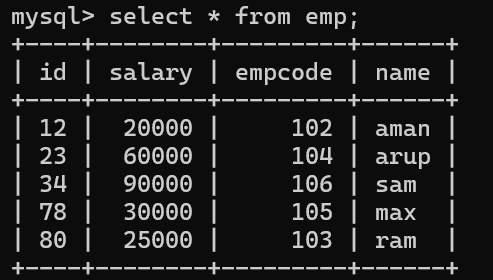 mysql> select * from emp;
+----+--------+---------+------+
| id | salary | empcode | name |
+----+--------+---------+------+
| 12 |  20000 |     102 | aman |
| 23 |  60000 |     104 | arup |
| 34 |  90000 |     106 | sam  |
| 78 |  30000 |     105 | max  |
| 80 |  25000 |     103 | ram  |
+----+--------+---------+------+